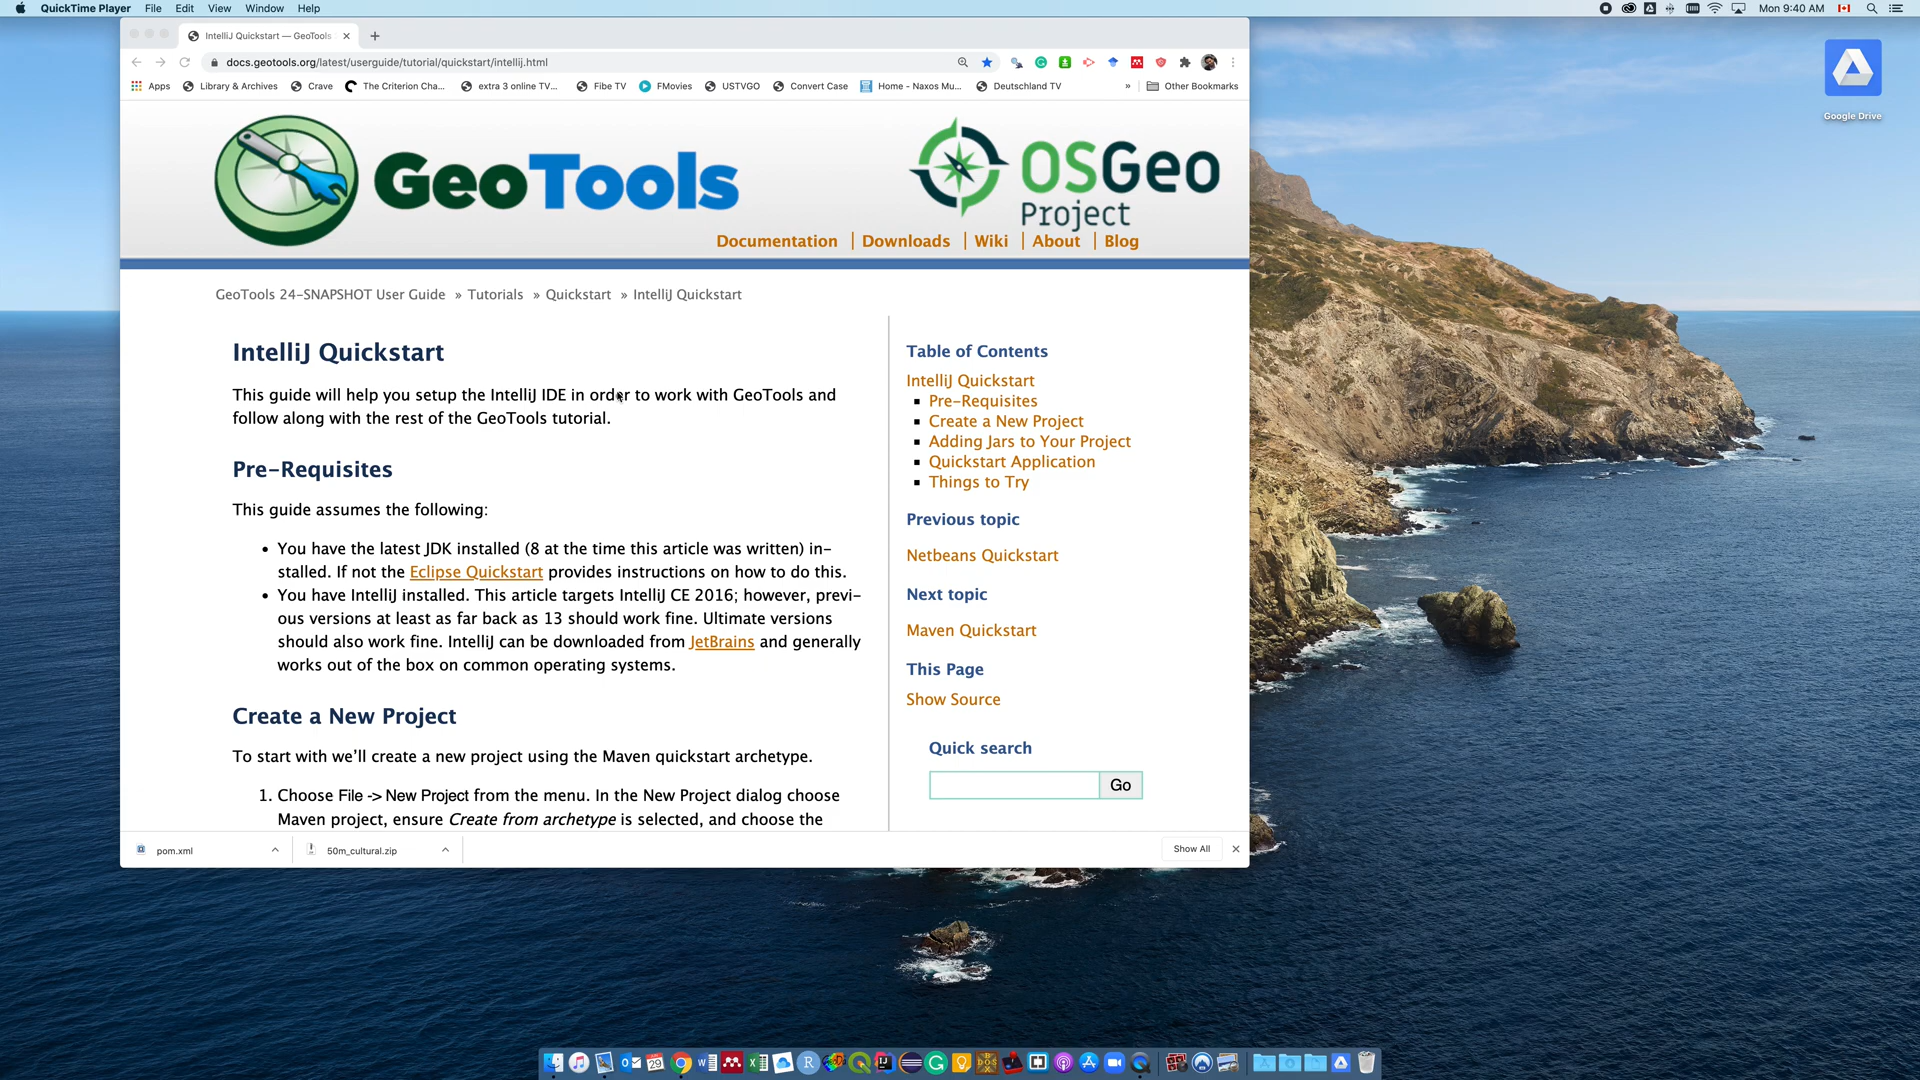 QuickTime Player File Edit View Window Help
Mon 9:40 AM
IntelliJ Quickstart — GeoTools
docs.geotools.org/latest/userguide/tutorial/quickstart/intellij.html
Apps Library & Archives Crave The Criterion Cha... extra 3 online TV... Fibe TV FMovies USTVGO Convert Case Home - Naxos Mu... Deutschland TV » Other Bookmarks
Google Drive
GeoTools
OSGeo
Project
Documentation | Downloads | Wiki | About | Blog
GeoTools 24-SNAPSHOT User Guide » Tutorials » Quickstart » IntelliJ Quickstart
IntelliJ Quickstart
This guide will help you setup the IntelliJ IDE in order to work with GeoTools and
follow along with the rest of the GeoTools tutorial.
Pre-Requisites
This guide assumes the following:
• You have the latest JDK installed (8 at the time this article was written) in-
stalled. If not the Eclipse Quickstart provides instructions on how to do this.
• You have IntelliJ installed. This article targets IntelliJ CE 2016; however, previ-
ous versions at least as far back as 13 should work fine. Ultimate versions
should also work fine. IntelliJ can be downloaded from JetBrains and generally
works out of the box on common operating systems.
Create a New Project
To start with we'll create a new project using the Maven quickstart archetype.
1. Choose File -> New Project from the menu. In the New Project dialog choose
Maven project, ensure Create from archetype is selected, and choose the
Table of Contents
IntelliJ Quickstart
▪ Pre-Requisites
▪ Create a New Project
▪ Adding Jars to Your Project
▪ Quickstart Application
▪ Things to Try
Previous topic
Netbeans Quickstart
Next topic
Maven Quickstart
This Page
Show Source
Quick search
Go
pom.xml
50m_cultural.zip
Show All